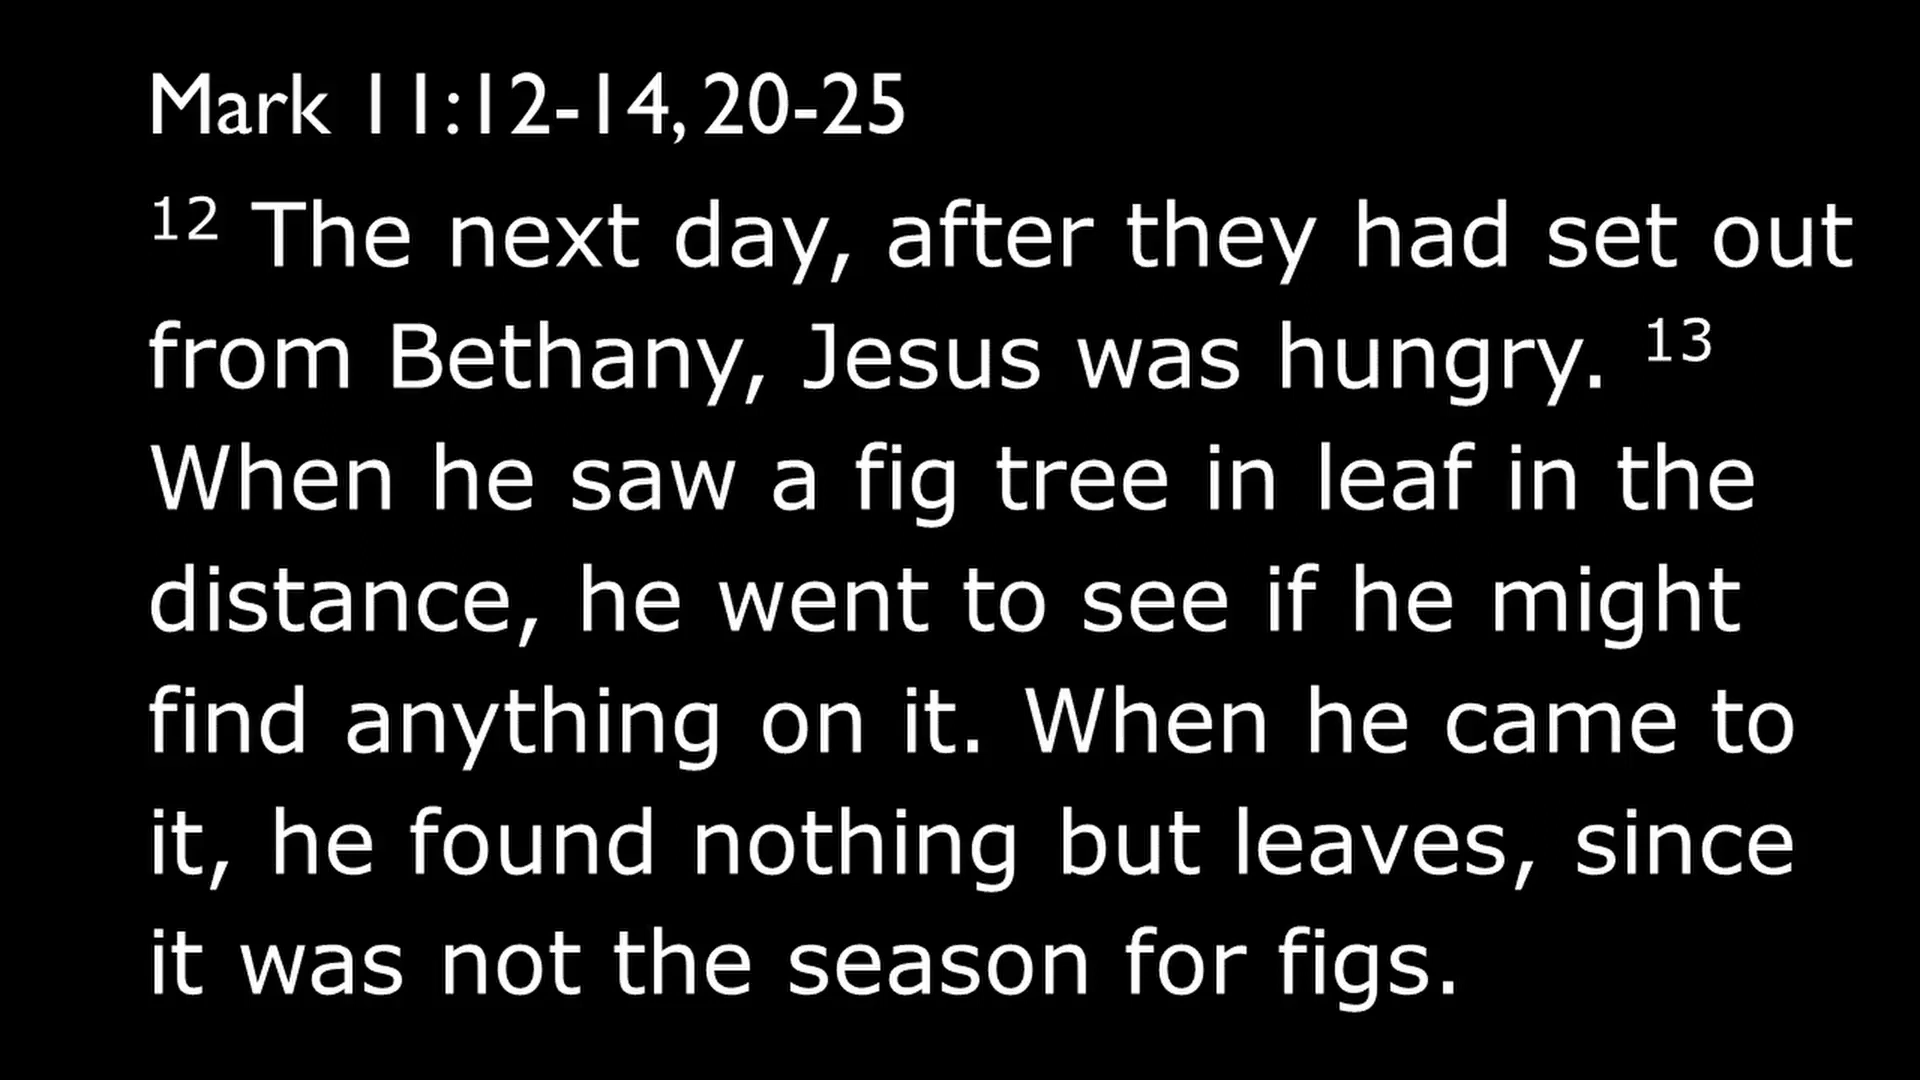 Mark 11:12-14, 20-25
12 The next day, after they had set out
from Bethany, Jesus was hungry. 13
When he saw a fig tree in leaf in the
distance, he went to see if he might
find anything on it. When he came to
it, he found nothing but leaves, since
it was not the season for figs.